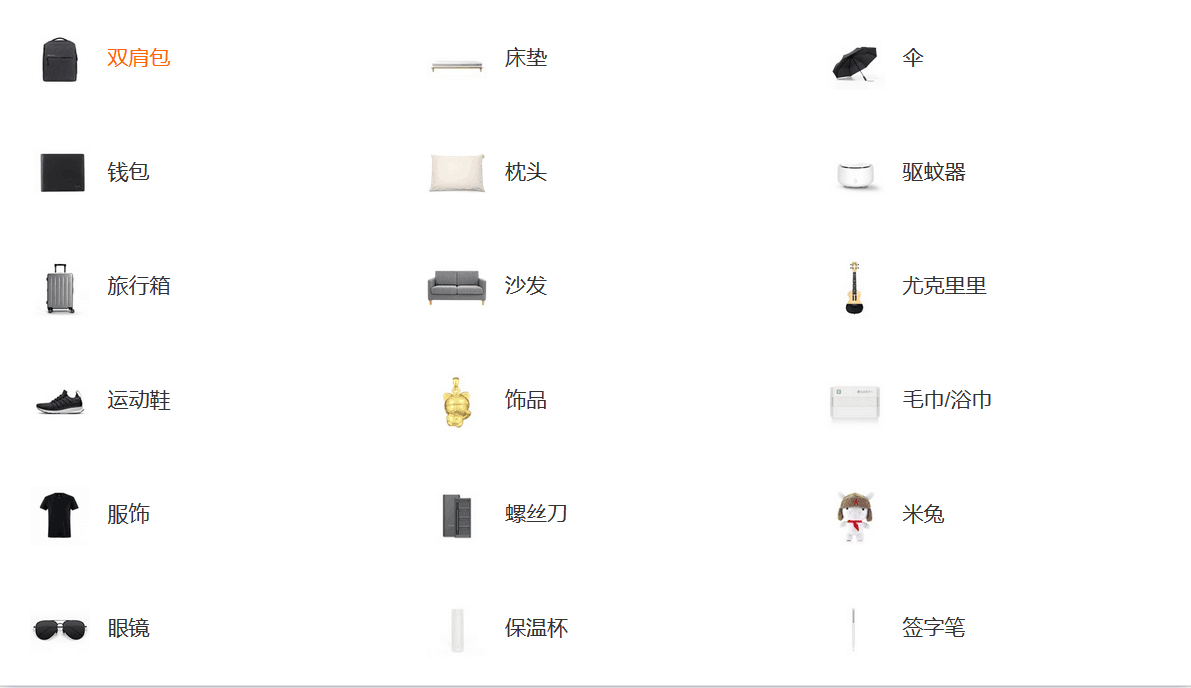 双肩包
床垫
伞
钱包
枕头
驱蚊器
旅行箱
沙发
尤克里里
运动鞋
饰品
毛巾/浴巾
服饰
螺丝刀
米兔
眼镜
保温杯
签字笔